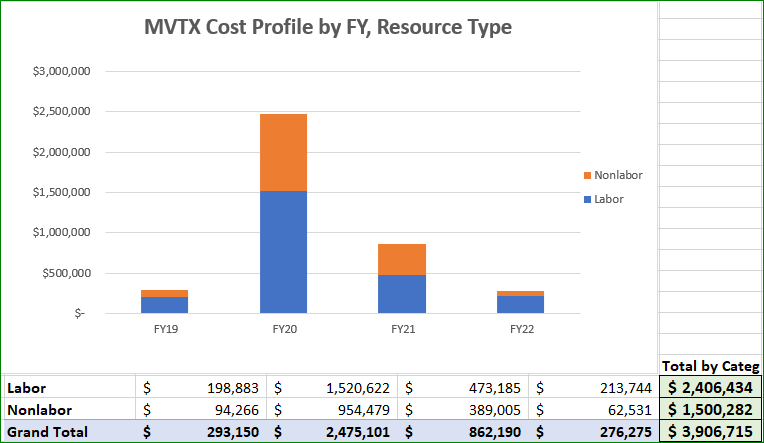 MVTX Cost Profile by FY, Resource Type
$3,000,000
$2,500,000
$2,000,000
$1,500,000
$1,000,000
$500,000
$-
FY19 FY20 FY21 FY22
Nonlabor
Labor
Total by Categ
Labor $ 198,883 $ 1,520,622 $ 473,185 $ 213,744 $ 2,406,434
Nonlabor $ 94,266 $ 954,479 $ 389,005 $ 62,531 $ 1,500,282
Grand Total $ 293,150 $ 2,475,101 $ 862,190 $ 276,275 $ 3,906,715